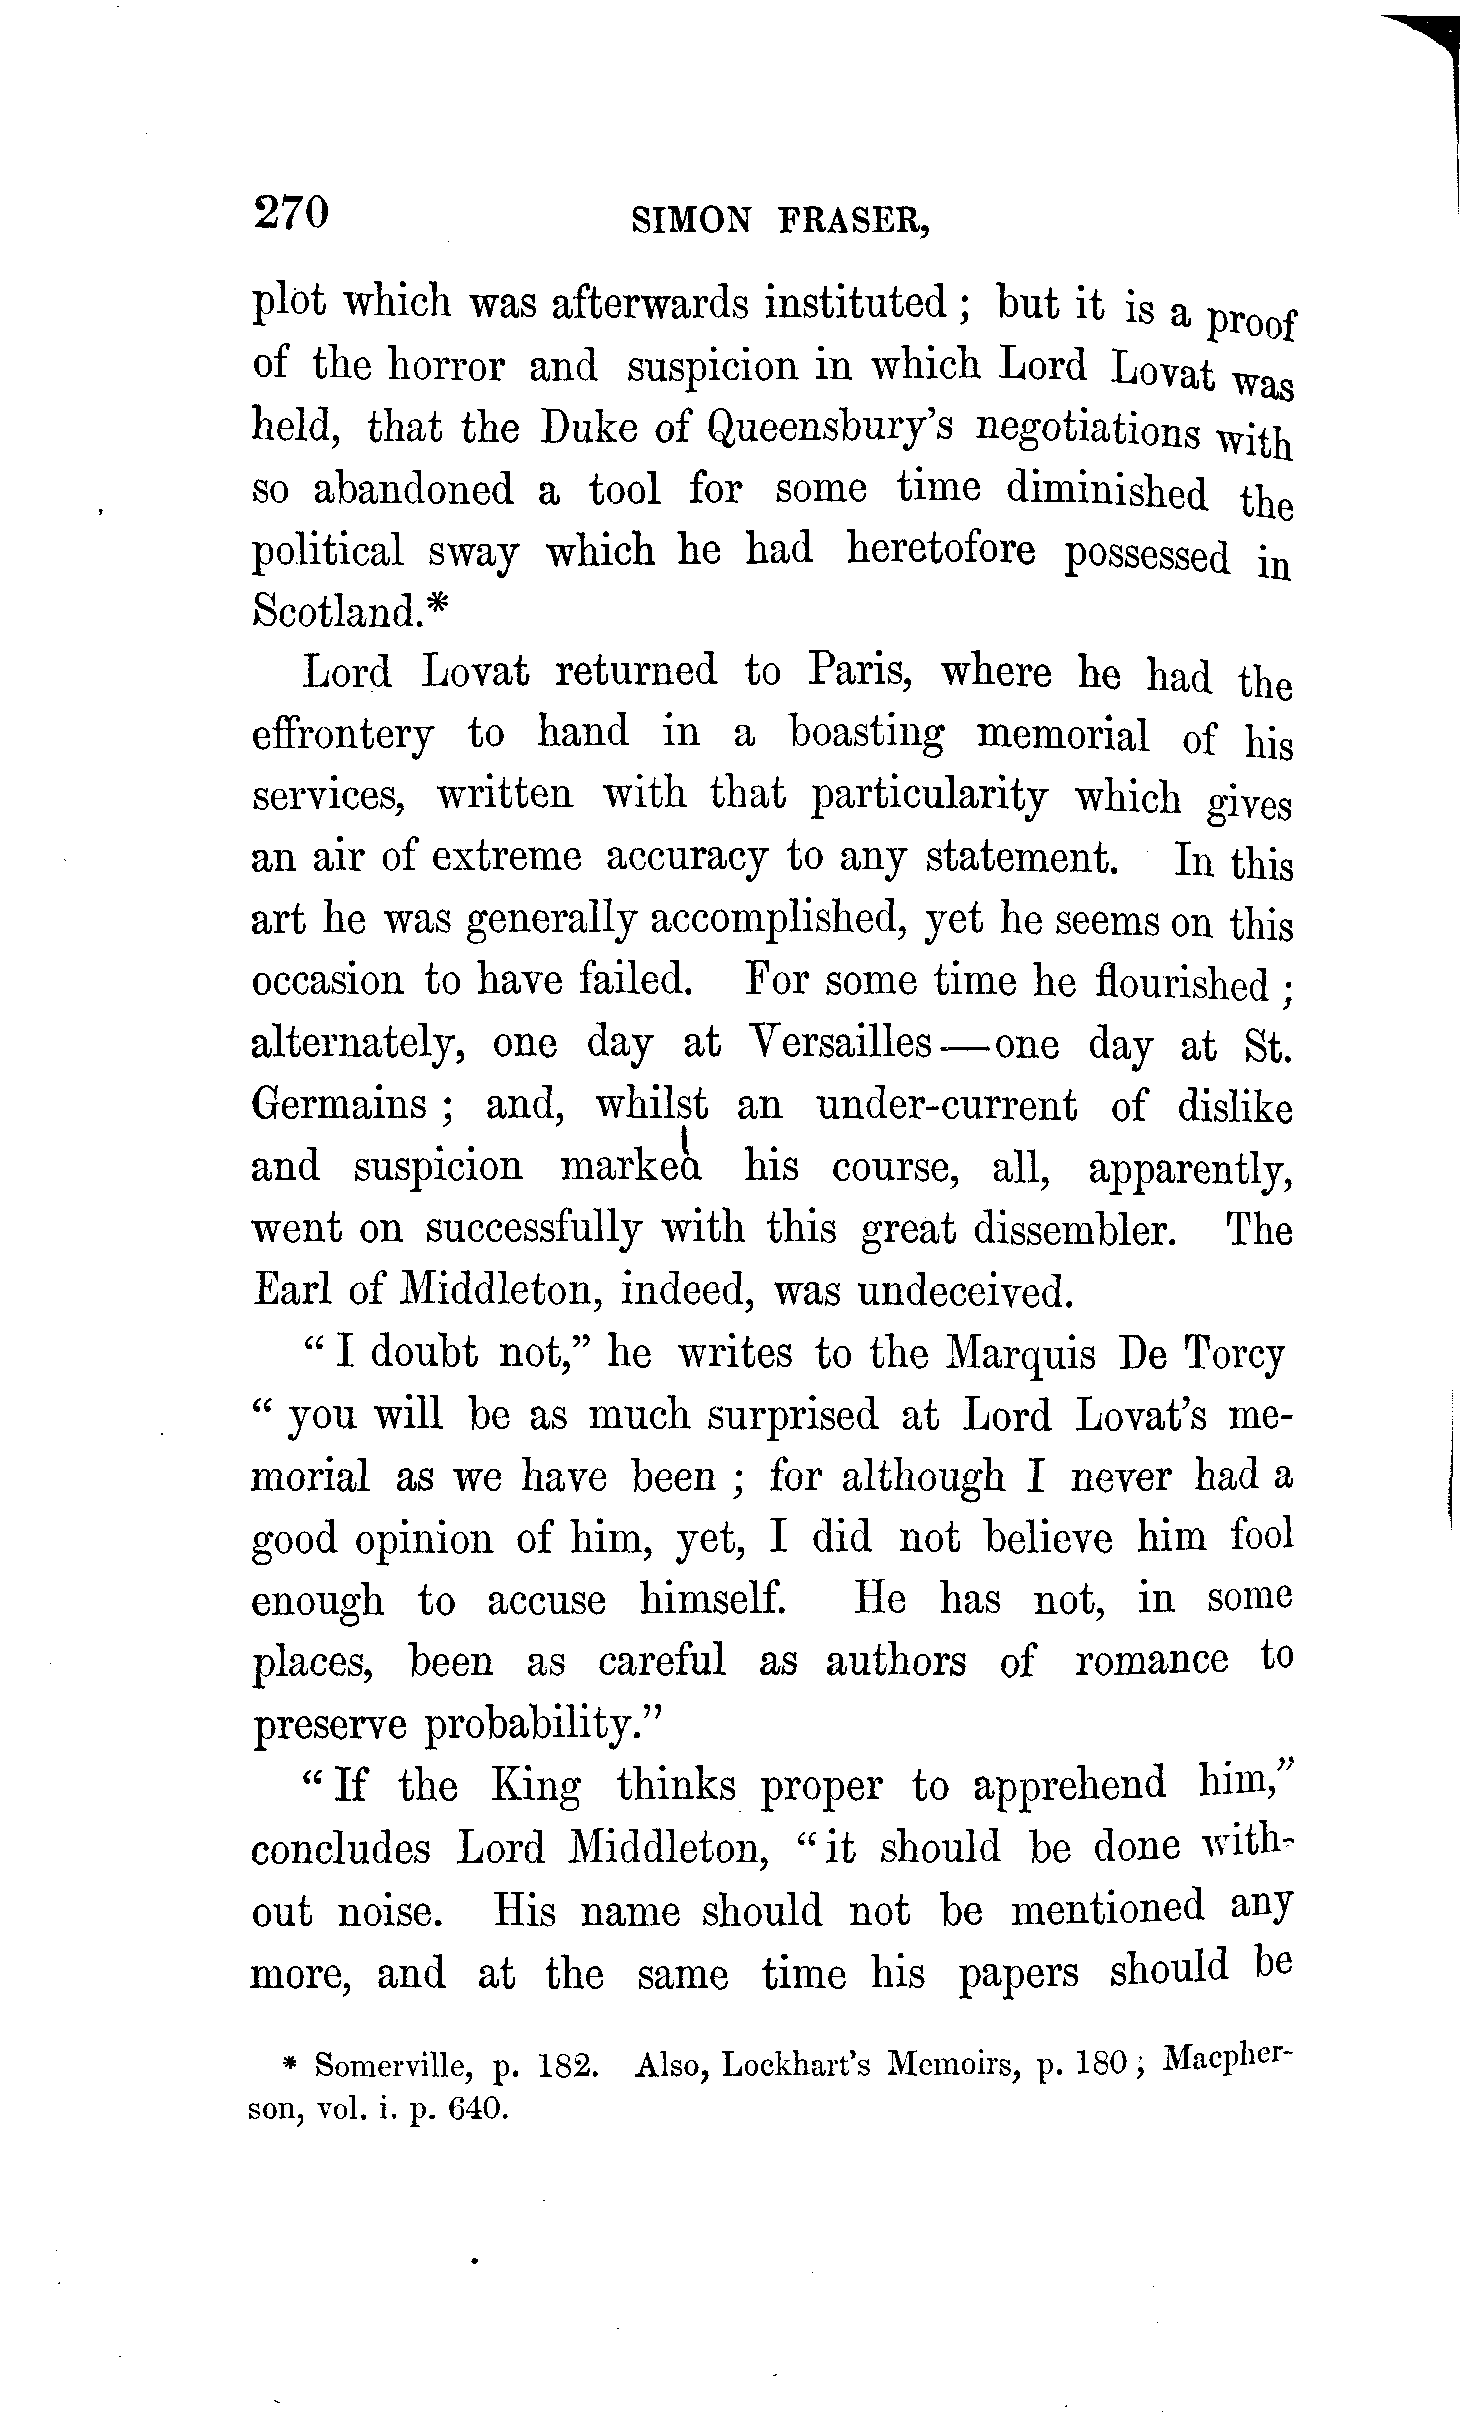 270 SIMON FRASER,
plot which was afterwards instituted ; but it is a proof
of the horror and suspicion in which Lord Lovat was
held, that the Duke of Queensbury's negotiations with
so abandoned a tool for some time diminished the
political sway which he had heretofore possessed in
Scotland.*
Lord Lovat returned to Paris, where he had the
effrontery to hand in a boasting memorial of his
services, written with that particularity which gives
an air of extreme accuracy to any statement. In this
art he was generally accomplished, yet he seems on this
occasion to have failed. For some time he flourished ;
alternately, one day at Versailles—one day at St.
Germains ; and, whilst an under-current of dislike
and suspicion marked his course, all, apparently,
went on successfully with this great dissembler. The
Earl of Middleton, indeed, was undeceived.
" I doubt not," he writes to the Marquis De Torcy
" you will be as much surprised at Lord Lovat's me-
morial as we have been ; for although I never had a
good opinion of him, yet, I did not believe him fool
enough to accuse himself. He has not, in some
places, been as careful as authors of romance to
preserve probability."
" If the King thinks proper to apprehend him,"
concludes Lord Middleton, " it should be done with-
out noise. His name should not be mentioned any
more, and at the same time his papers should be
* Somerville, p. 182. Also, Lockhart's Memoirs, p. 180 ; Macpher-
son, vol. i. p. 640.